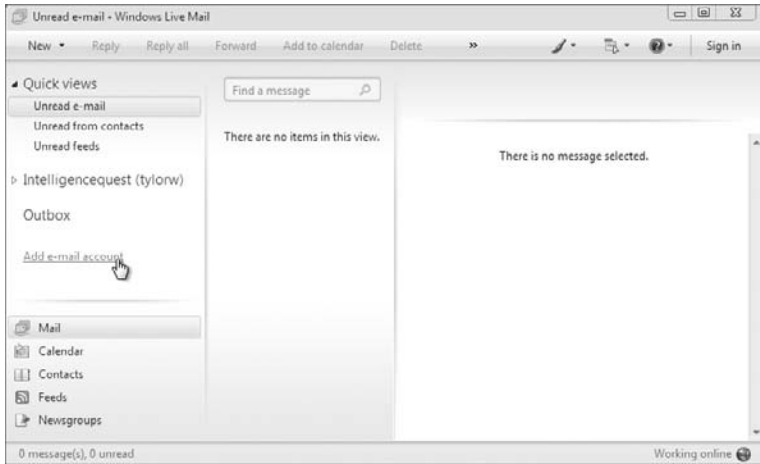 Unread e-mail - Windows Live Mail
New Reply Reply all Forward Add to calendar Delete » Sign in
Quick views
Unread e-mail
Unread from contacts
Unread feeds
Intelligencequest (tylorw)
Outbox
Add e-mail account
Mail
Calendar
Contacts
Feeds
Newsgroups
Find a message
There are no items in this view.
There is no message selected.
0 message(s), 0 unread
Working online